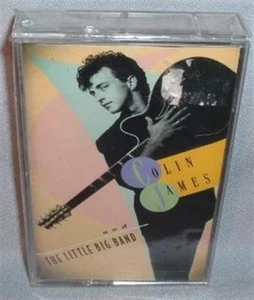 COLIN
JAMES
and
THE LITTLE BIG BAND